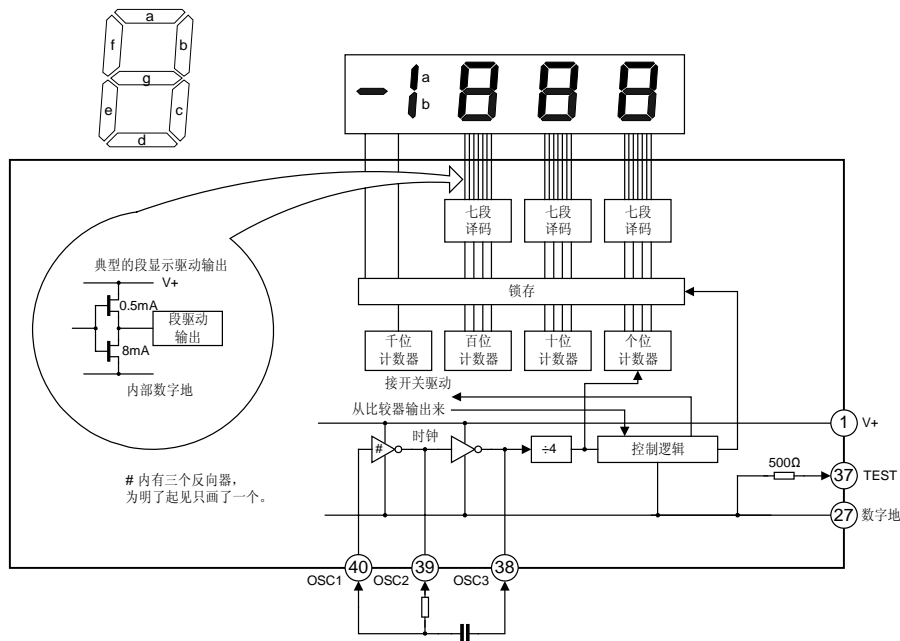 a
f
b
g
e
c
d
a
b
七段
译码
七段
译码
七段
译码
典型的段显示驱动输出
V+
0.5mA
段驱动
输出
8mA
内部数字地
锁存
千位
计数器
百位
计数器
十位
计数器
个位
计数器
接开关驱动
从比较器输出来
1 V+
时钟
#
÷4
控制逻辑
500Ω
37 TEST
# 内有三个反向器，
为明了起见只画了一个。
27 数字地
40 39 38
OSC1 OSC2 OSC3